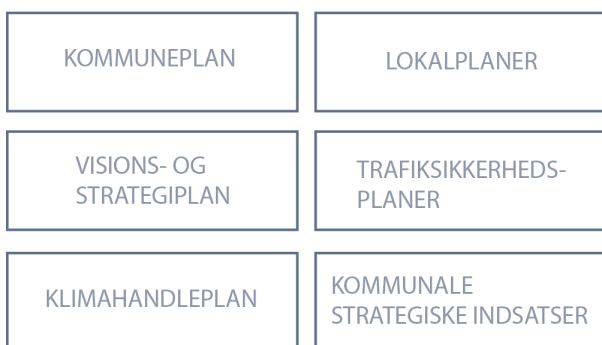 KOMMUNEPLAN
LOKALPLANER
VISIONS- OG
STRATEGIPLAN
TRAFIKSIKKERHEDS-
PLANER
KLIMAHANDLEPLAN
KOMMUNALE
STRATEGISKE INDSATSER